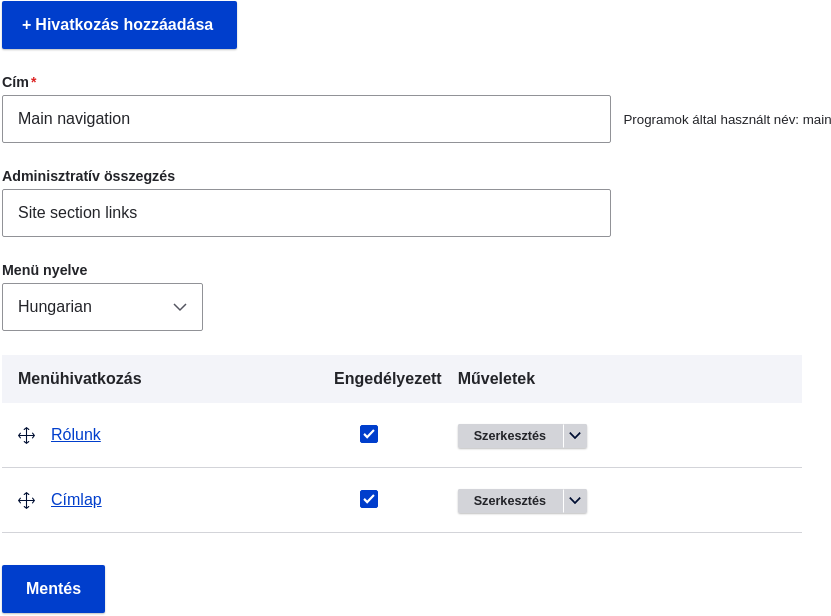 + Hivatkozás hozzáadása
Cím*
Main navigation
Programok által használt név: main
Adminisztratív összegzés
Site section links
Menü nyelve
Hungarian
Menühivatkozás Engedélyezett Műveletek
Rólunk Szerkesztés
Címlap Szerkesztés
Mentés